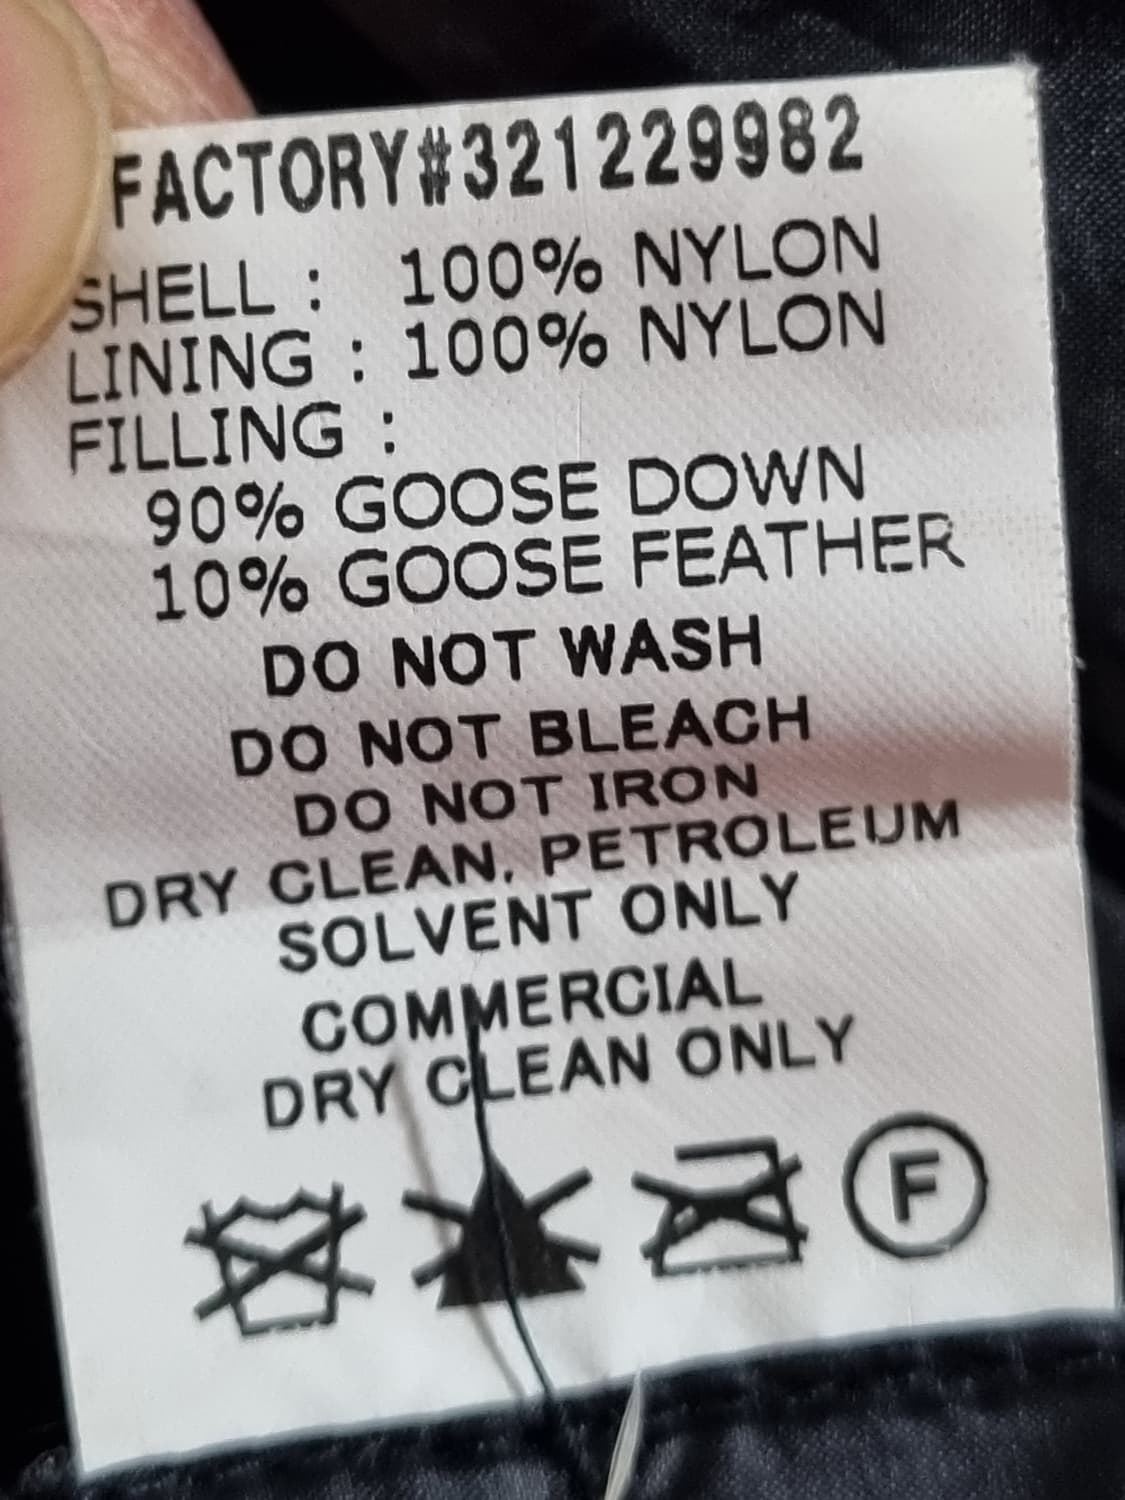 FACTORY#321229982
SHELL : 100% NYLON
LINING : 100% NYLON
FILLING :
90% GOOSE DOWN
10% GOOSE FEATHER
DO NOT WASH
DO NOT BLEACH
DO NOT IRON
DRY CLEAN. PETROLEUM
SOLVENT ONLY
COMMERCIAL
DRY CLEAN ONLY
F